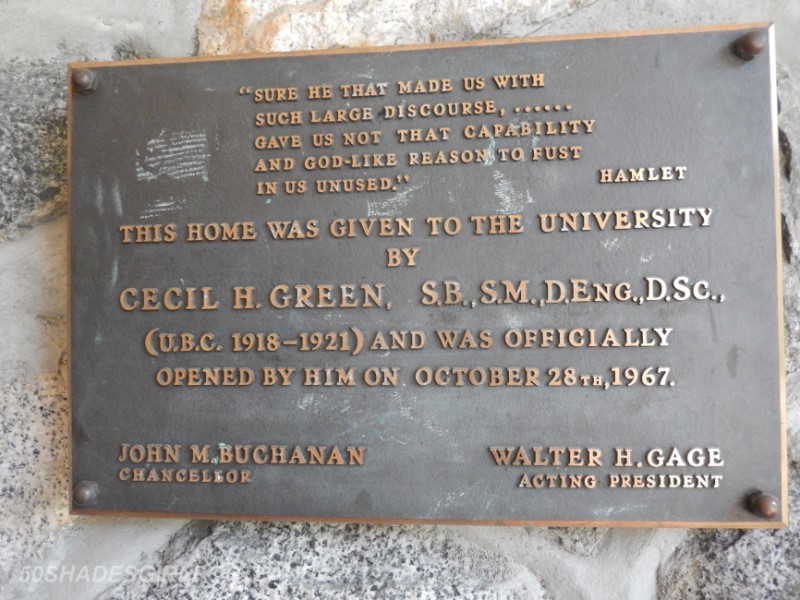 "SURE HE THAT MADE US WITH
SUCH LARGE DISCOURSE, ......
GAVE US NOT THAT CAPABILITY
AND GOD-LIKE REASON TO FUST
IN US UNUSED."
HAMLET
THIS HOME WAS GIVEN TO THE UNIVERSITY
BY
CECIL H. GREEN, S.B., S.M., D.ENG., D.SC.,
(U.B.C. 1918-1921) AND WAS OFFICIALLY
OPENED BY HIM ON OCTOBER 28TH, 1967.
JOHN M. BUCHANAN
CHANCELLOR
WALTER H. GAGE
ACTING PRESIDENT